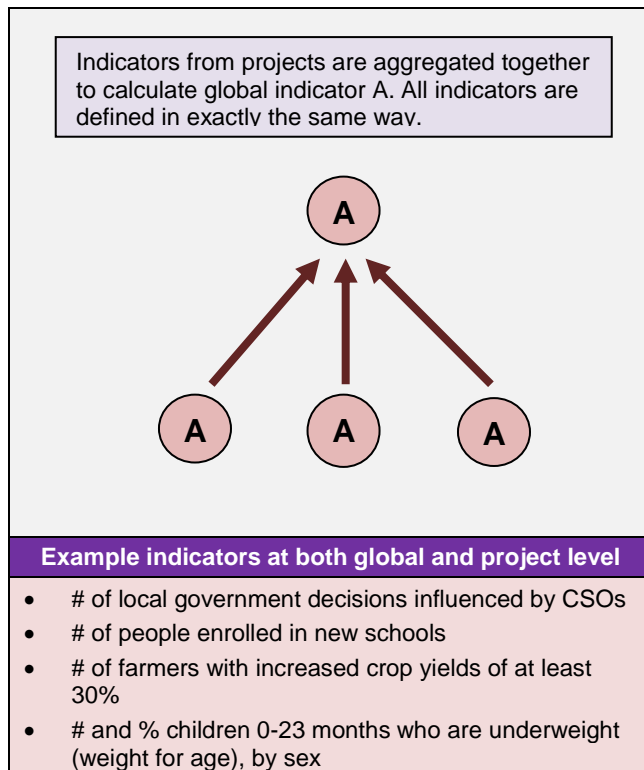 Indicators from projects are aggregated together
to calculate global indicator A. All indicators are
defined in exactly the same way.
A
A
A
A
Example indicators at both global and project level
• # of local government decisions influenced by CSOs
• # of people enrolled in new schools
• # of farmers with increased crop yields of at least
30%
• # and % children 0-23 months who are underweight
(weight for age), by sex